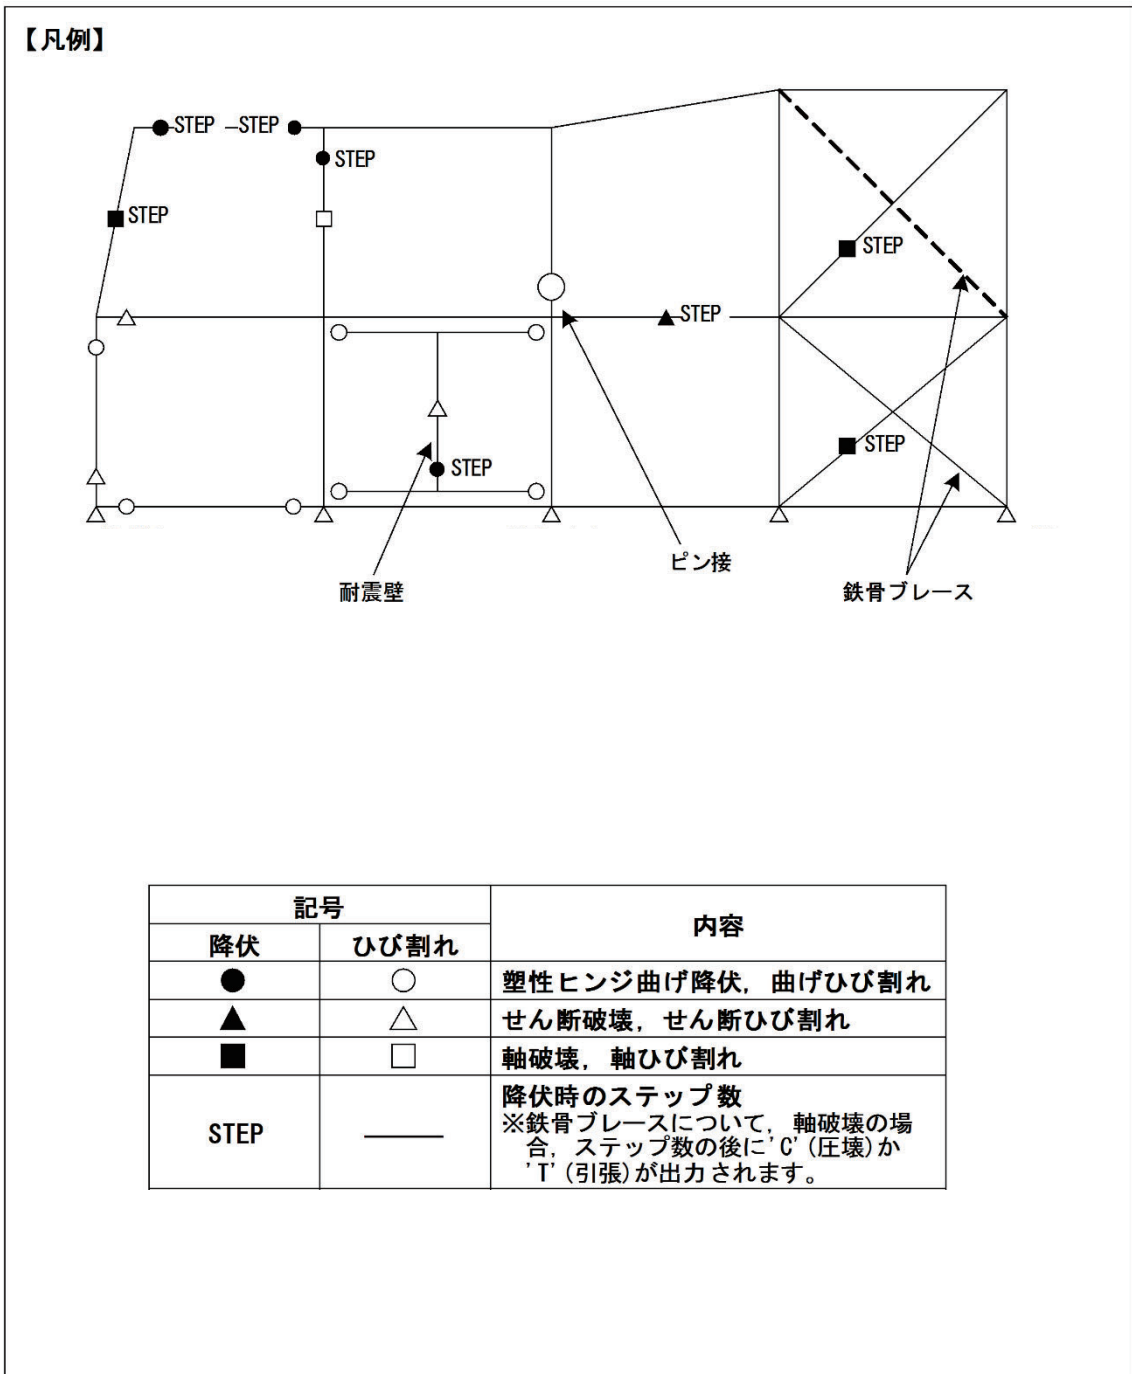 【凡例】
STEP STEP
STEP
STEP
STEP
STEP
STEP
STEP
ピン接
耐震壁
鉄骨ブレース
記号
内容
降伏
ひび割れ
● ○ 塑性ヒンジ曲げ降伏, 曲げひび割れ
▲ △ せん断破壊, せん断ひび割れ
■ □ 軸破壊, 軸ひび割れ
降伏時のステップ数
STEP
※鉄骨ブレースについて, 軸破壊の場
合, ステップ数の後に'C'(圧壊)か
'T'(引張)が出力されます。